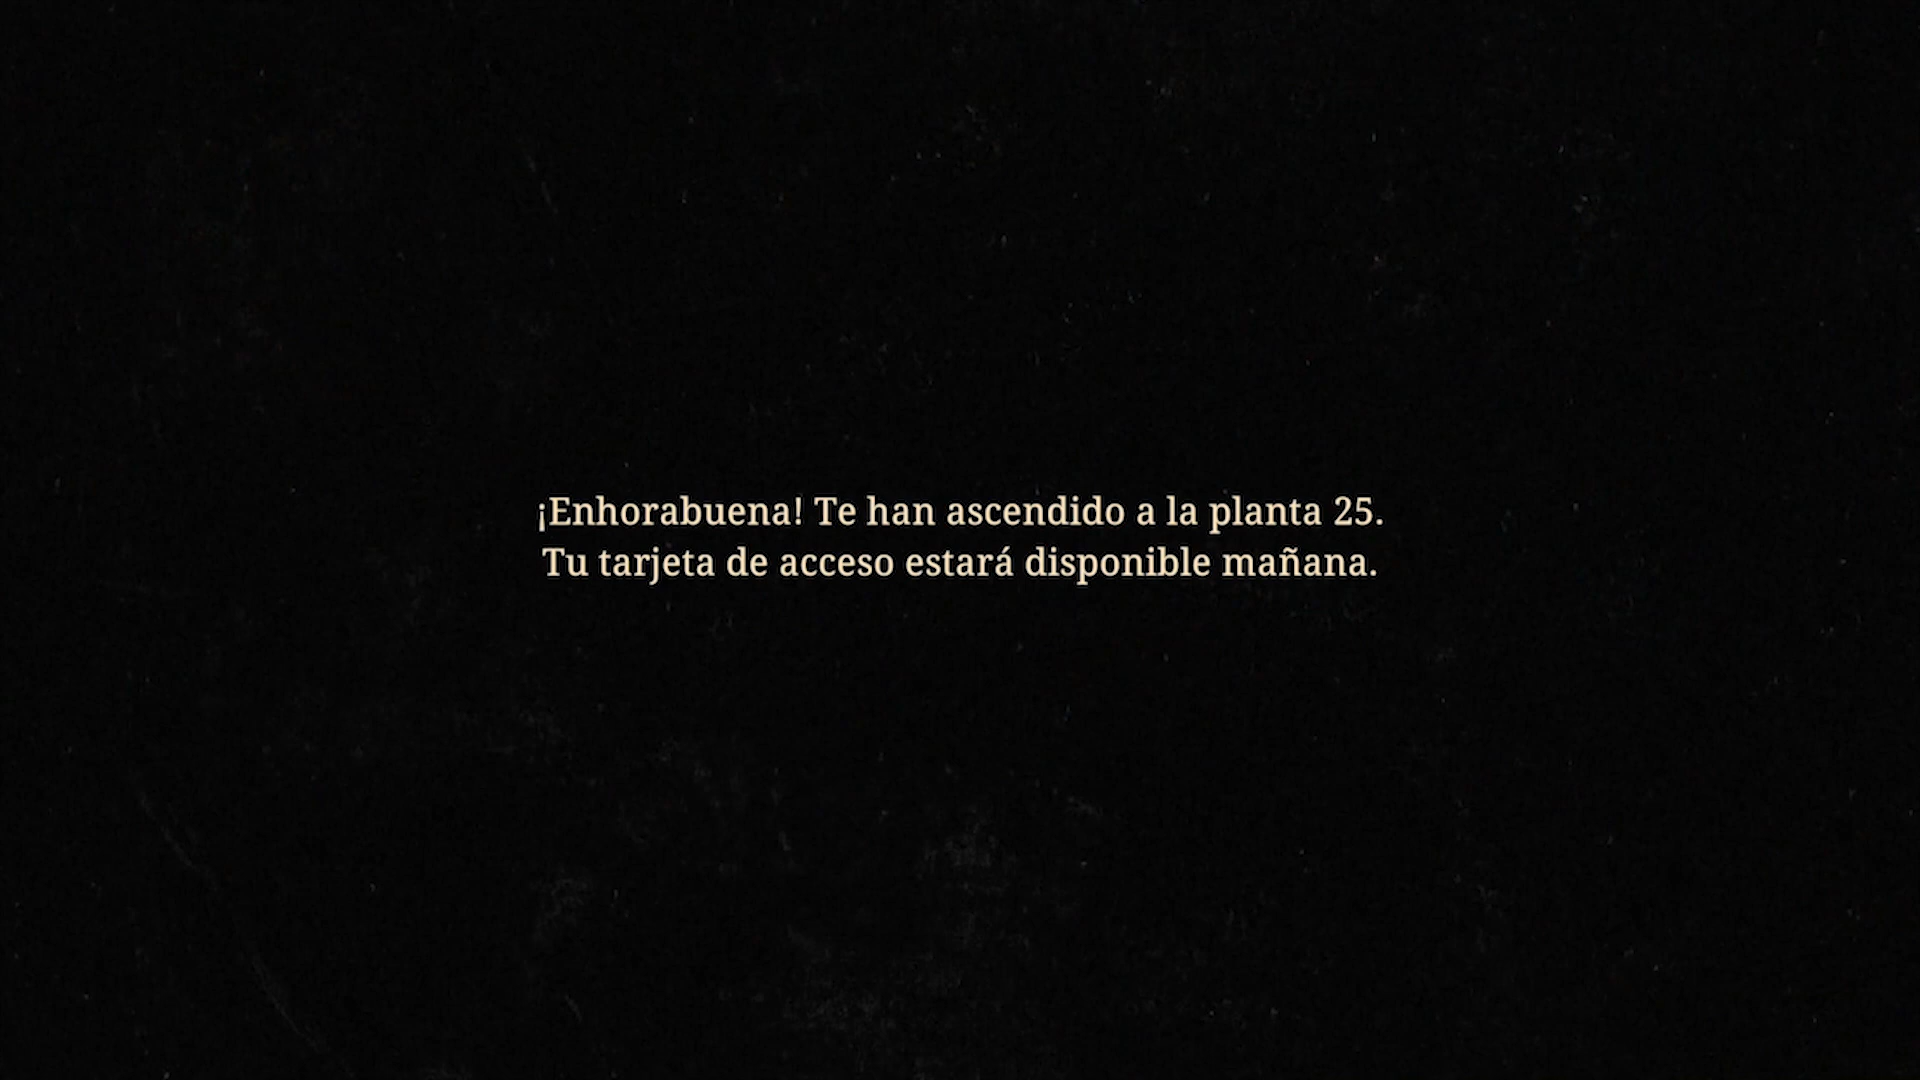 ¡Enhorabuena! Te han ascendido a la planta 25.
Tu tarjeta de acceso estará disponible mañana.